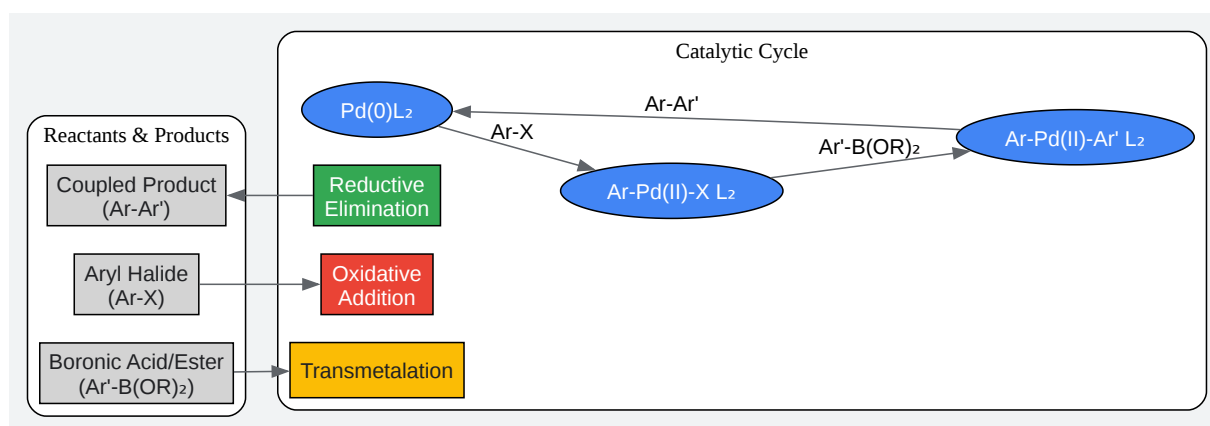 Catalytic Cycle
Reactants & Products
Pd(0)L₂
Ar-X
Ar-Ar'
Ar'-B(OR)₂
Ar-Pd(II)-Ar' L₂
Ar-Pd(II)-X L₂
Coupled Product
(Ar-Ar')
Reductive
Elimination
Aryl Halide
(Ar-X)
Oxidative
Addition
Boronic Acid/Ester
(Ar'-B(OR)₂)
Transmetalation